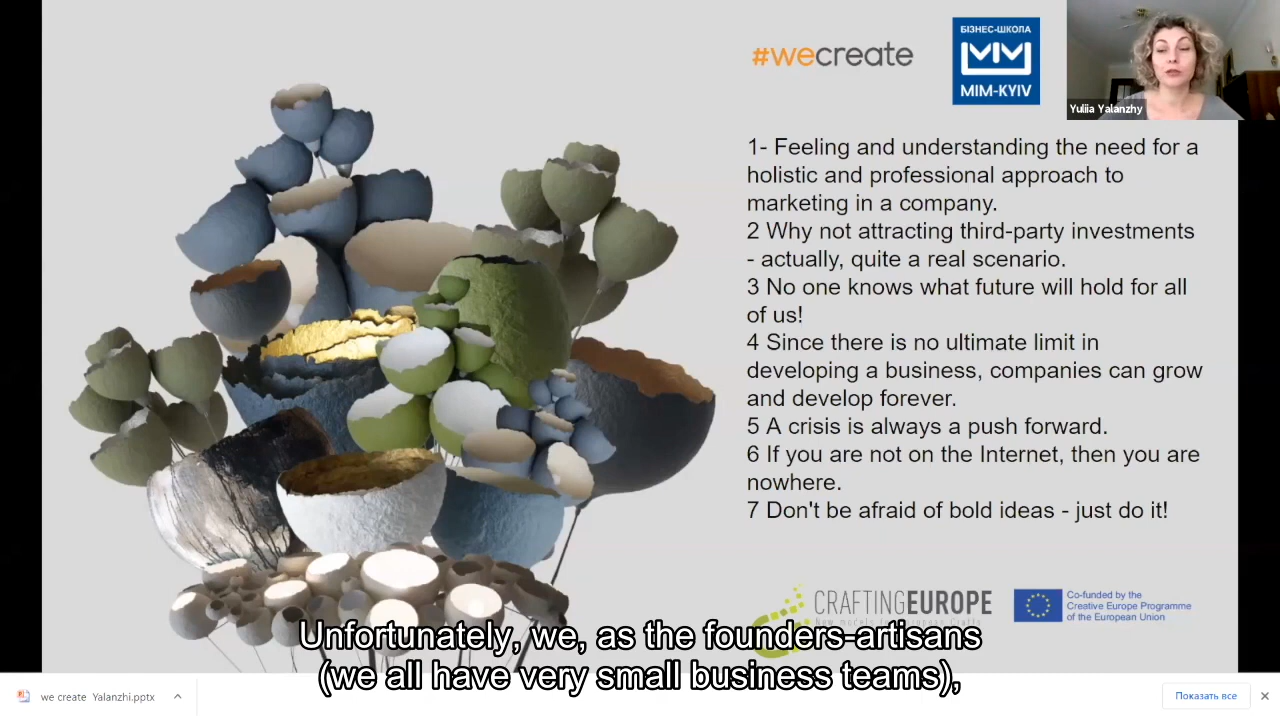 #wecreate
БІЗНЕС-ШКОЛА
MIM-KYIV
Yuliia Yalanzhy
1- Feeling and understanding the need for a
holistic and professional approach to
marketing in a company.
2 Why not attracting third-party investments
- actually, quite a real scenario.
3 No one knows what future will hold for all
of us!
4 Since there is no ultimate limit in
developing a business, companies can grow
and develop forever.
5 A crisis is always a push forward.
6 If you are not on the Internet, then you are
nowhere.
7 Don't be afraid of bold ideas - just do it!
CRAFTINGEUROPE
Co-funded by the
Creative Europe Programme
of the European Union
Unfortunately, we, as the founders-artisans
(we all have very small business teams),
we create Yalanzhi.pptx
Показать все